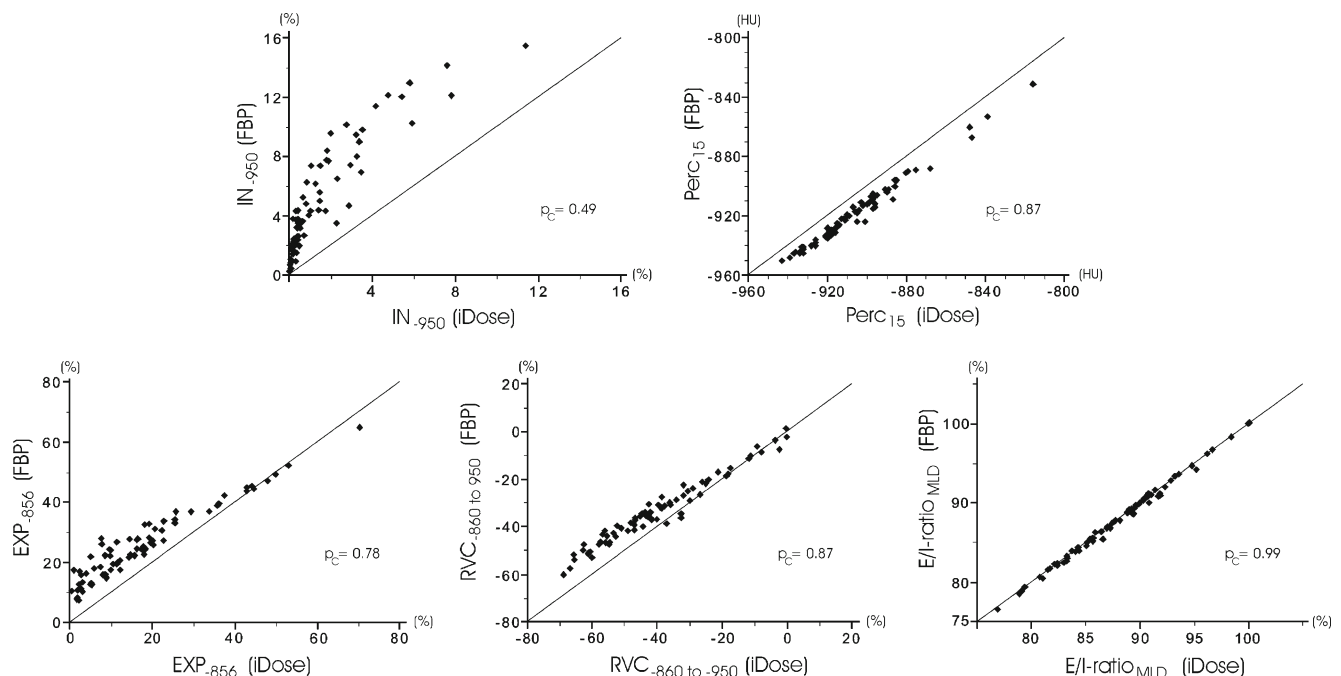 (%)
16
12
8
4
0
IN-950 (FBP)
4 8 12 16
(%)
IN-950 (iDose)
pC= 0.49
(HU)
-800
-840
-880
-920
-960
Perc15 (FBP)
-960 -920 -880 -840 -800
(HU)
Perc15 (iDose)
pC= 0.87
(%)
80
60
40
20
0
EXP-856 (FBP)
0 20 40 60 80
(%)
EXP-856 (iDose)
pC= 0.78
(%)
20
0
-20
-40
-60
-80
RVC-860 to 950 (FBP)
-80 -60 -40 -20 0 20
(%)
RVC-860 to -950 (iDose)
pC= 0.87
(%)
100
90
80
75
E/I-ratioMLD (FBP)
80 85 90 95 100
(%)
E/I-ratioMLD (iDose)
pC= 0.99